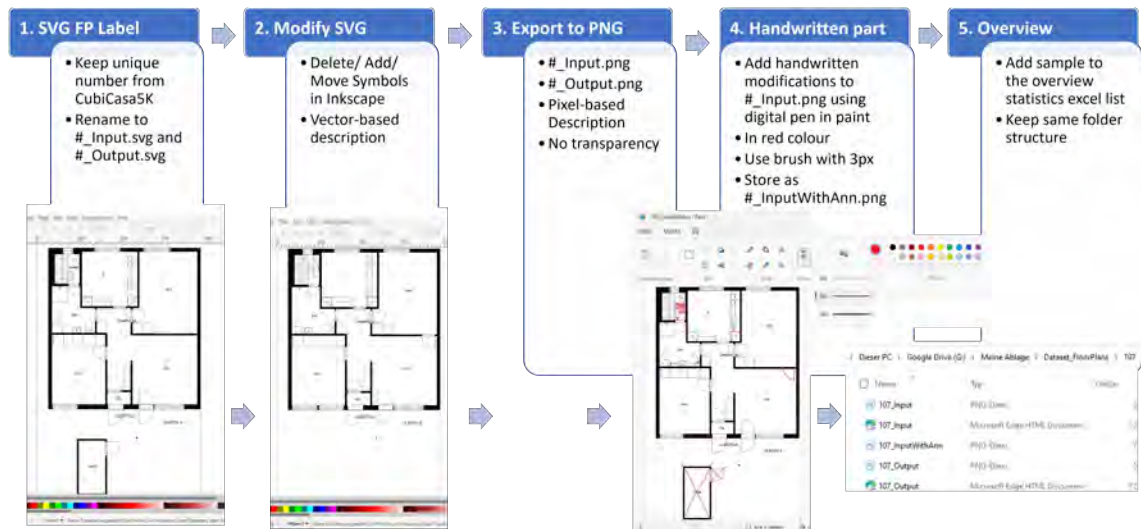 1. SVG FP Label
• Keep unique
number from
CubiCasa5K
• Rename to
#_Input.svg and
#_Output.svg
2. Modify SVG
• Delete/ Add/
Move Symbols
in Inkscape
• Vector-based
description
3. Export to PNG
• #_Input.png
• #_Output.png
• Pixel-based
Description
• No transparency
4. Handwritten part
• Add handwritten
modifications to
#_Input.png using
digital pen in paint
• In red colour
• Use brush with 3px
• Store as
#_InputWithAnn.png
5. Overview
• Add sample to
the overview
statistics excel list
• Keep same folder
structure
Dieser PC › Google Drive (G:) › Meine Ablage › Dataset_FloorPlans › 107
Name Typ
107_Input PNG-Datei
107_Input Microsoft Edge HTML Document
107_InputWithAnn PNG-Datei
107_Output PNG-Datei
107_Output Microsoft Edge HTML Document